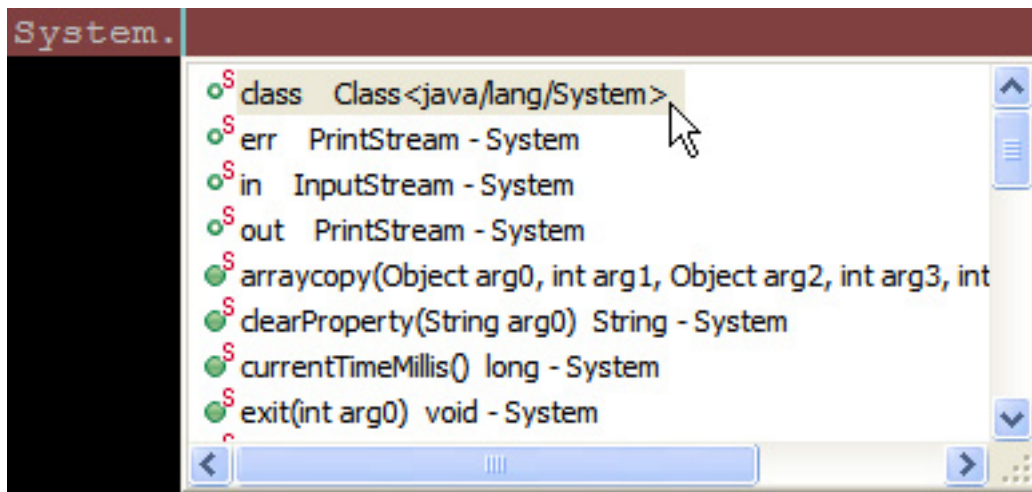 System.
S class Class<java/lang/System>
S err PrintStream - System
S in InputStream - System
S out PrintStream - System
S arraycopy(Object arg0, int arg1, Object arg2, int arg3, int
S clearProperty(String arg0) String - System
S currentTimeMillis() long - System
S exit(int arg0) void - System